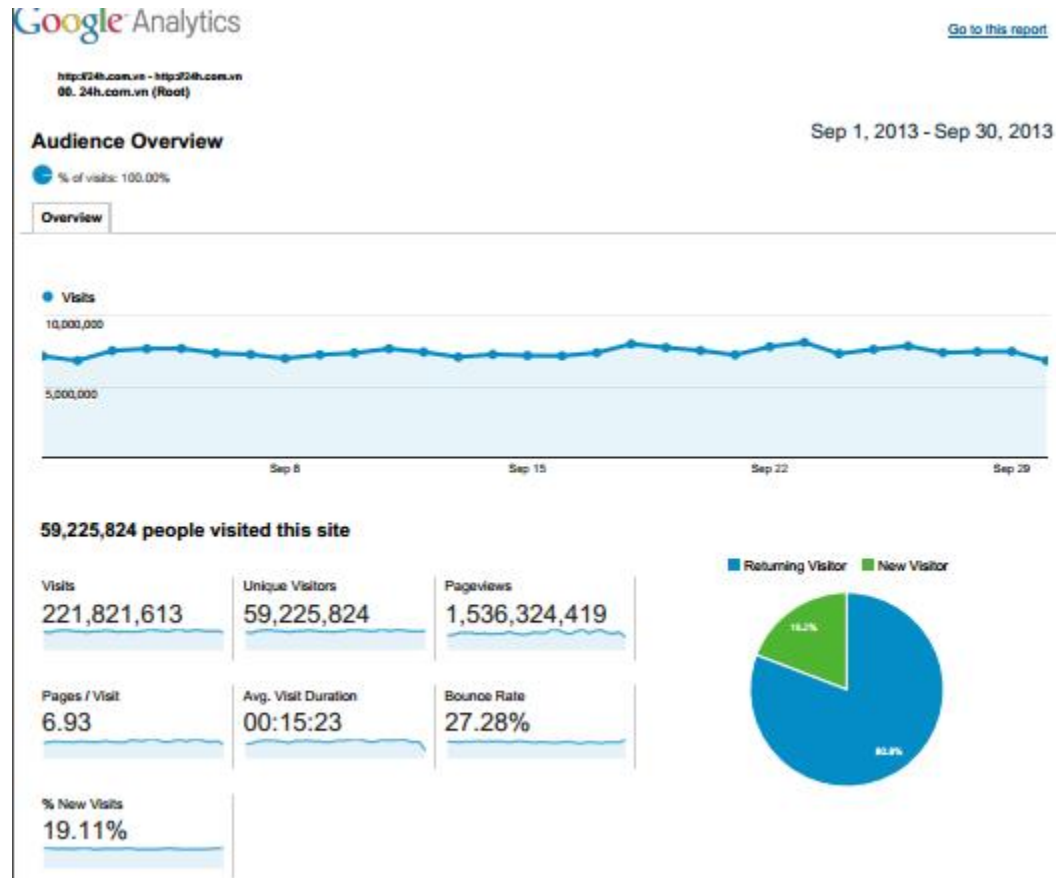 Google Analytics
Go to this report
http://24h.com.vn - http://24h.com.vn
00. 24h.com.vn (Root)
Audience Overview
Sep 1, 2013 - Sep 30, 2013
% of visits: 100.00%
Overview
Visits
10,000,000
5,000,000
Sep 8
Sep 15
Sep 22
Sep 29
59,225,824 people visited this site
Returning Visitor
New Visitor
Visits
Unique Visitors
Pageviews
221,821,613
59,225,824
1,536,324,419
Pages / Visit
Avg. Visit Duration
Bounce Rate
6.93
00:15:23
27.28%
% New Visits
19.11%